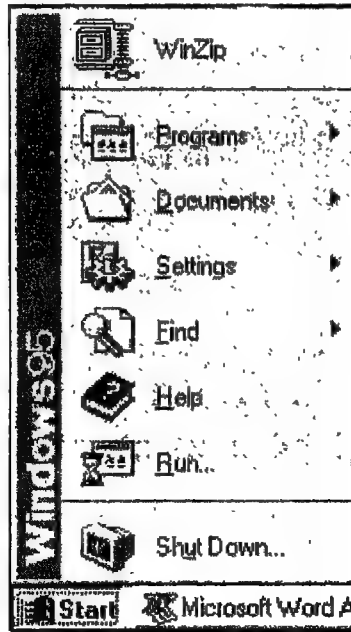 WinZip
Programs
Documents
Settings
Find
Help
Run...
Shut Down...
Windows95
Start
Microsoft Word A